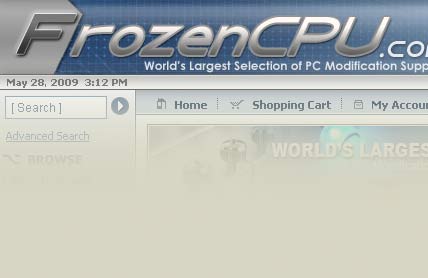 FrozenCPU.co
World's Largest Selection of PC Modification Supp
May 28, 2009 3:12 PM
[ Search ]
Home
Shopping Cart
My Accou
Advanced Search
BROWSE
WORLD'S LARGES